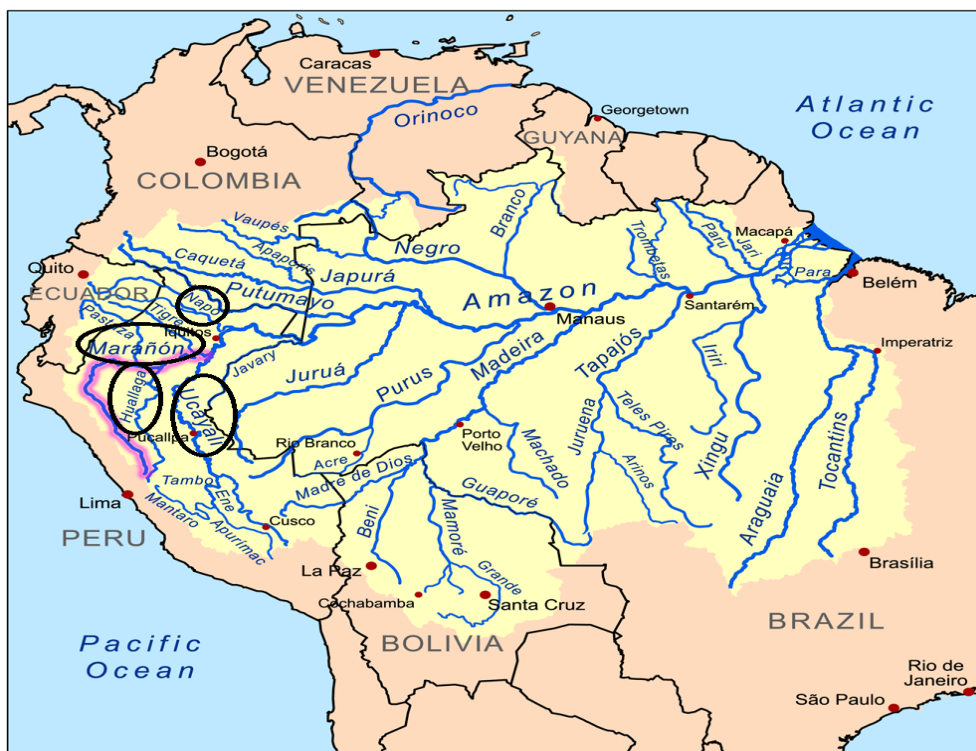 Caracas
VENEZUELA
Orinoco
Georgetown
GUYANA
Atlantic
Ocean
Bogotá
COLOMBIA
Vaupés
Apaporis
Negro
Branco
Trombetas
Paru
Jari
Macapá
Para
Belém
Quito
ECUADOR
Caquetá
Japurá
Putumayo
Napo
Tigre
Pastaza
Iquitos
Amazon
Manaus
Santarém
Marañón
Javary
Juruá
Purus
Madeira
Tapajós
Iriri
Imperatriz
Huallaga
Ucayali
Pucallpa
Rio Branco
Acre
Porto
Velho
Machado
Juruena
Teles Pires
Arinos
Xingu
Araguaia
Tocantins
Tambo
Ene
Madre de Dios
Guaporé
Lima
Mantaro
Apurímac
Cusco
PERU
Beni
Mamoré
Grande
La Paz
Cochabamba
Santa Cruz
BOLIVIA
Brasília
BRAZIL
Pacific
Ocean
Rio de
Janeiro
São Paulo